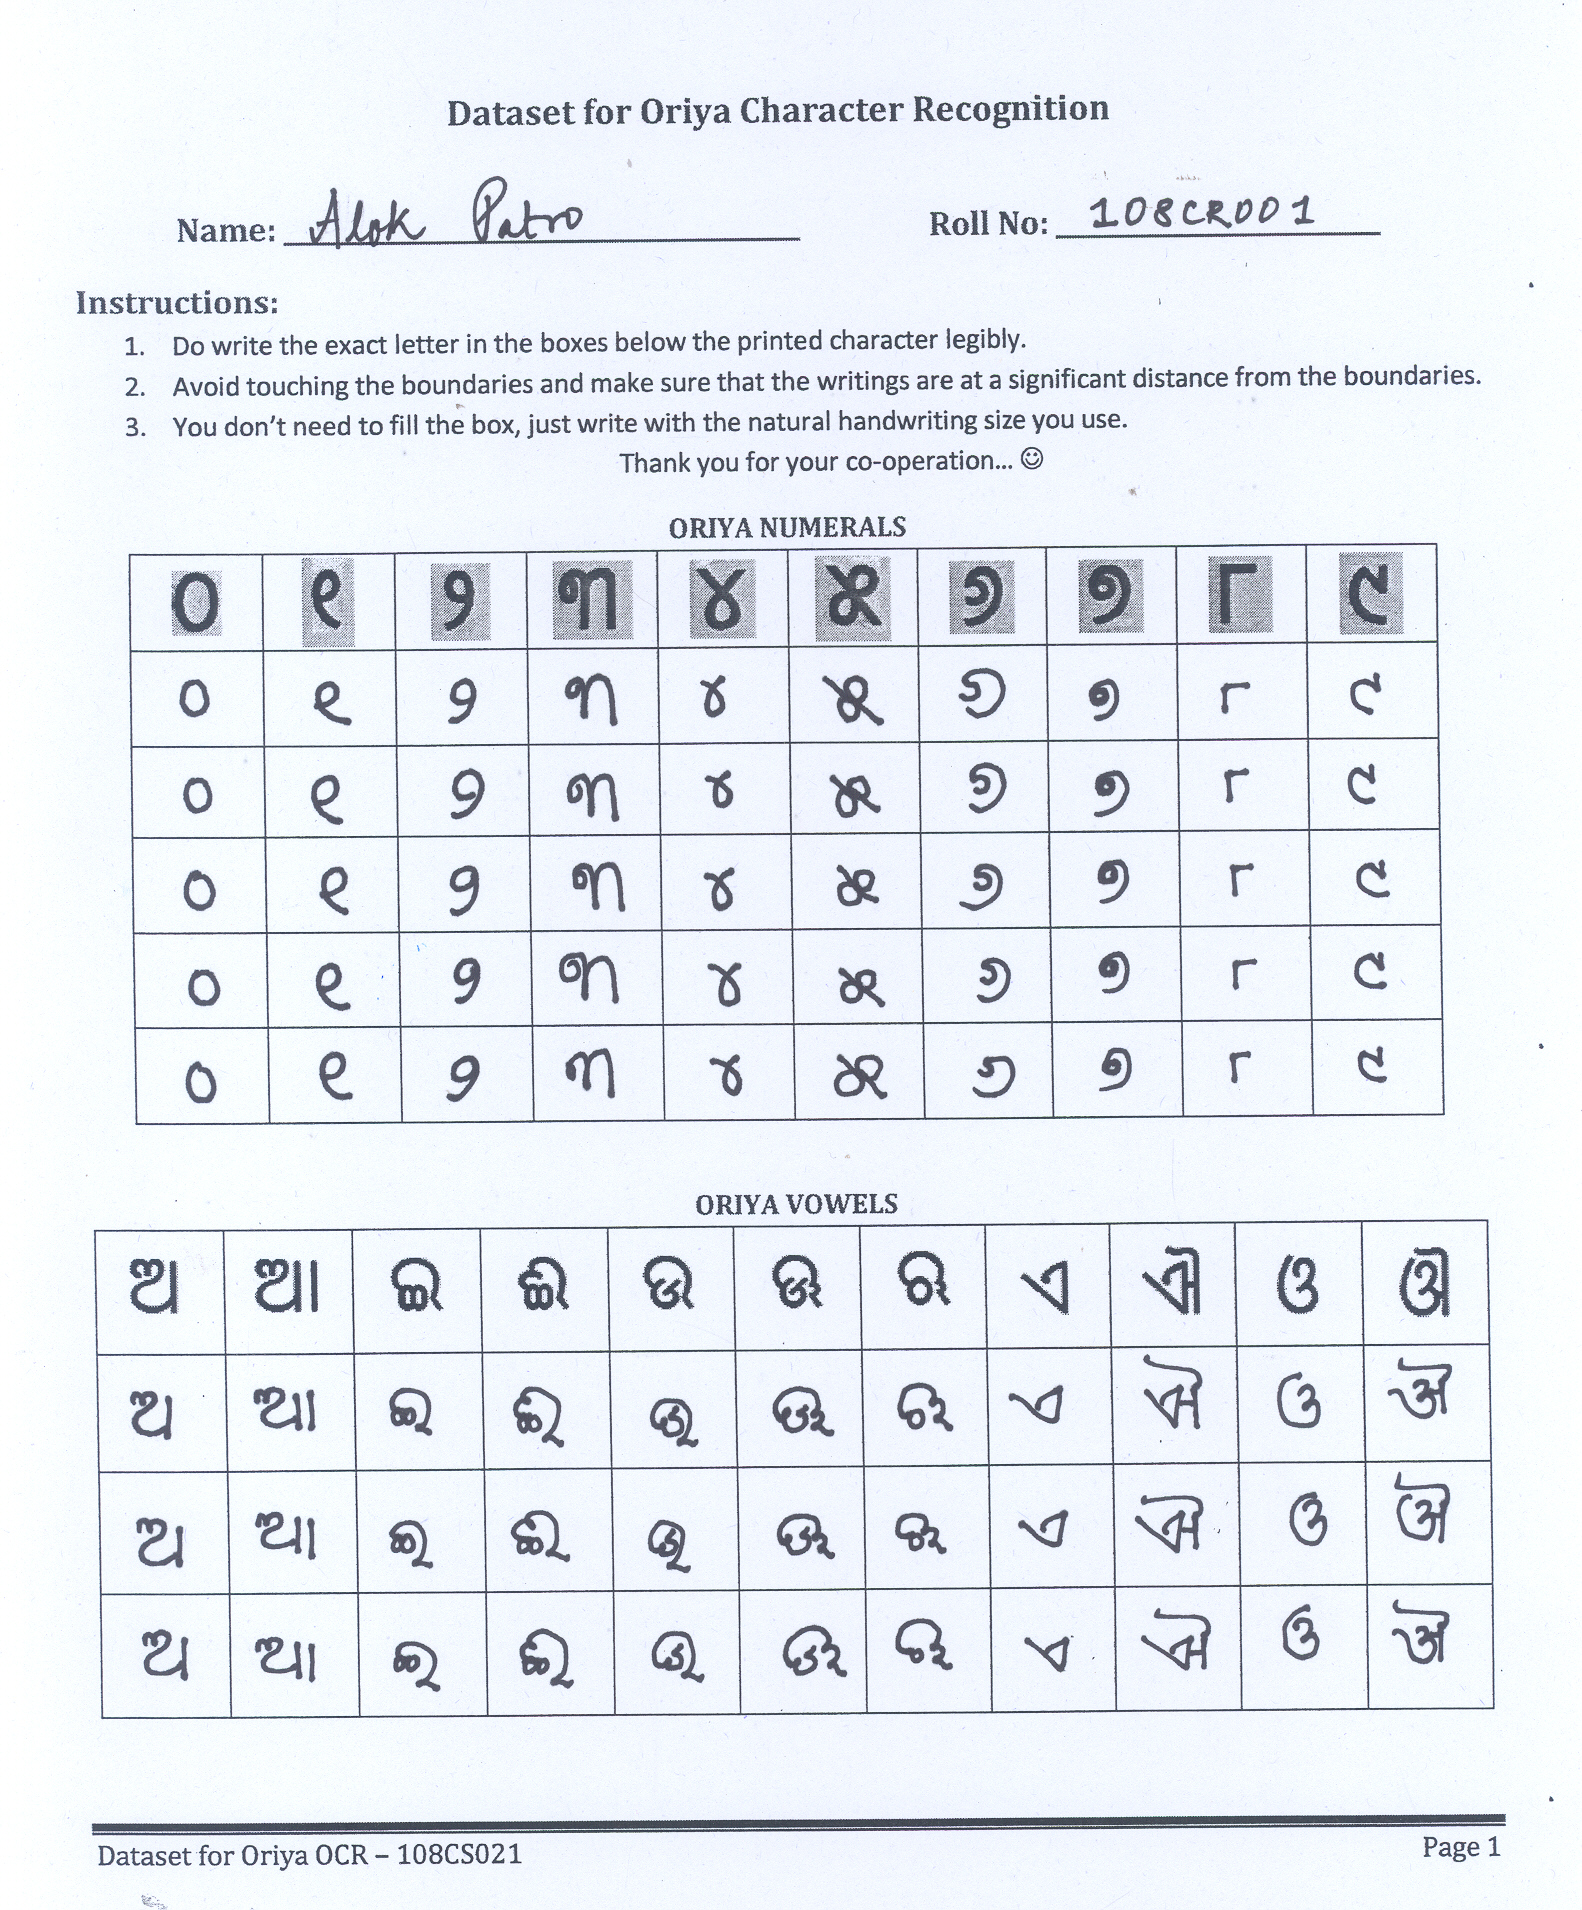 Dataset for Oriya Character Recognition
Name: Alok Patro Roll No: 108CR001
Instructions:
1. Do write the exact letter in the boxes below the printed character legibly.
2. Avoid touching the boundaries and make sure that the writings are at a significant distance from the boundaries.
3. You don't need to fill the box, just write with the natural handwriting size you use.
Thank you for your co-operation... ☺
ORIYA NUMERALS
୦ ୧ ୨ ୩ ୪ ୫ ୬ ୭ ୮ ୯
୦ ୧ ୨ ୩ ୪ ୫ ୬ ୭ ୮ ୯
୦ ୧ ୨ ୩ ୪ ୫ ୬ ୭ ୮ ୯
୦ ୧ ୨ ୩ ୪ ୫ ୬ ୭ ୮ ୯
୦ ୧ ୨ ୩ ୪ ୫ ୬ ୭ ୮ ୯
୦ ୧ ୨ ୩ ୪ ୫ ୬ ୭ ୮ ୯
ORIYA VOWELS
ଅ ଆ ଇ ଈ ଉ ଊ ଋ ଏ ଐ ଓ ଔ
ଅ ଆ ଇ ଈ ଉ ଊ ଋ ଏ ଐ ଓ ଔ
ଅ ଆ ଇ ଈ ଉ ଊ ଋ ଏ ଐ ଓ ଔ
ଅ ଆ ଇ ଈ ଉ ଊ ଋ ଏ ଐ ଓ ଔ
Dataset for Oriya OCR – 108CS021 Page 1